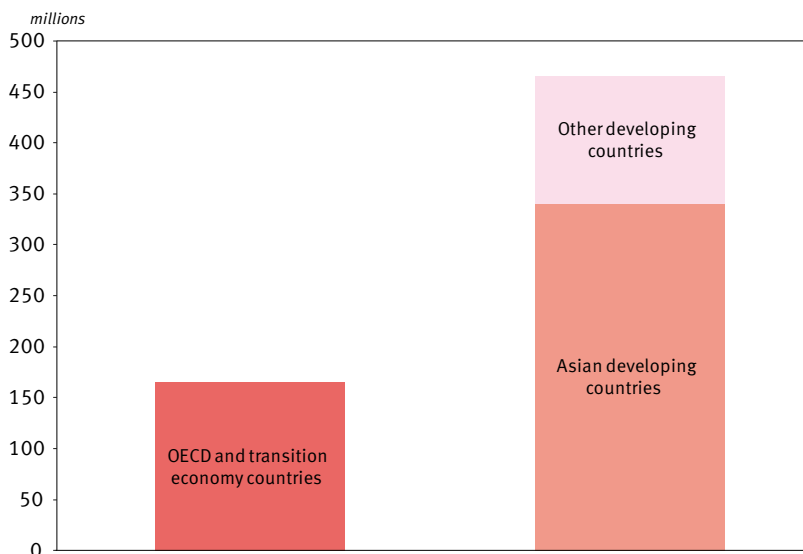 millions
500
450
400
350
300
250
200
150
100
50
0
Other developing
countries
Asian developing
countries
OECD and transition
economy countries